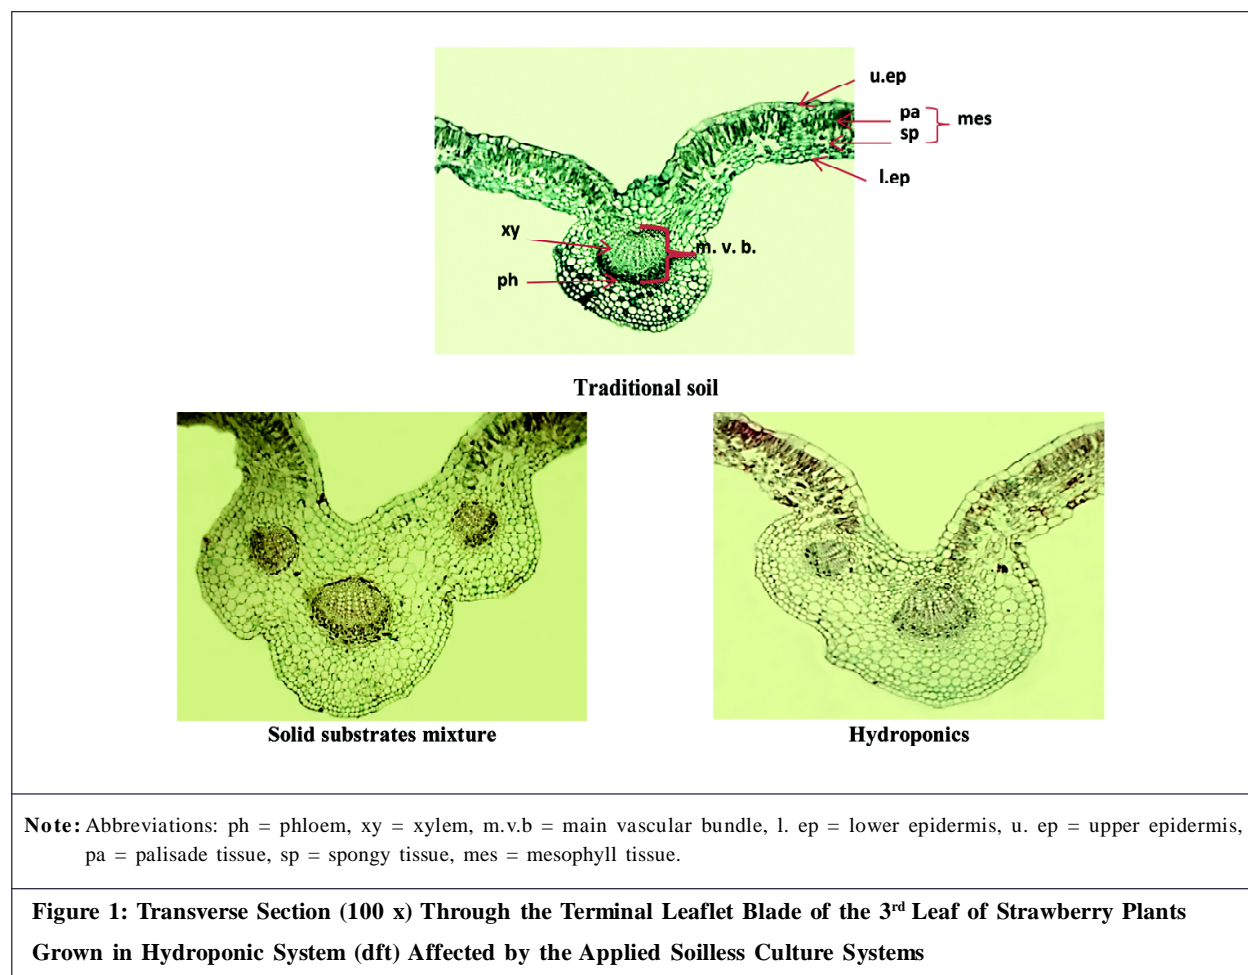 u.ep
pa
mes
sp
l.ep
xy
m. v. b.
ph
Traditional soil
Solid substrates mixture
Hydroponics
Note: Abbreviations: ph = phloem, xy = xylem, m.v.b = main vascular bundle, l. ep = lower epidermis, u. ep = upper epidermis,
pa = palisade tissue, sp = spongy tissue, mes = mesophyll tissue.
Figure 1: Transverse Section (100 x) Through the Terminal Leaflet Blade of the 3rd Leaf of Strawberry Plants
Grown in Hydroponic System (dft) Affected by the Applied Soilless Culture Systems